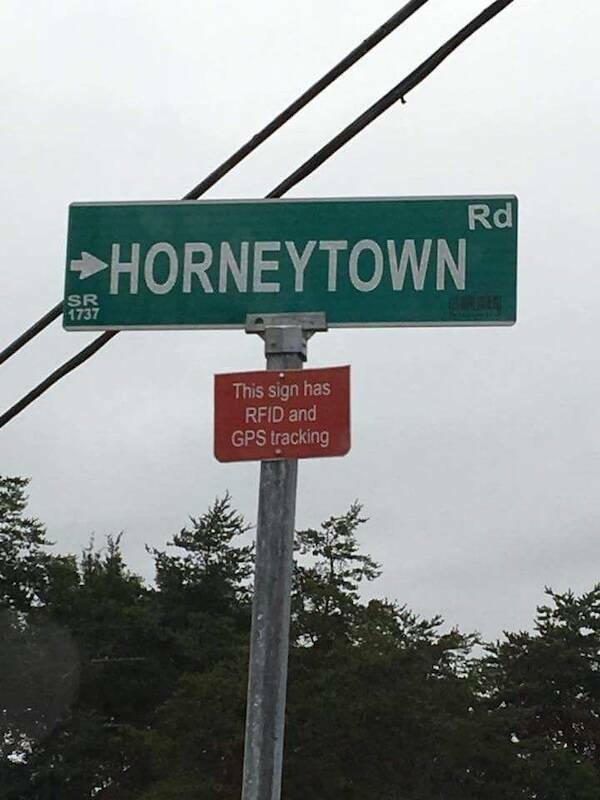 Rd
HORNEYTOWN
SR
1737
This sign has
RFID and
GPS tracking